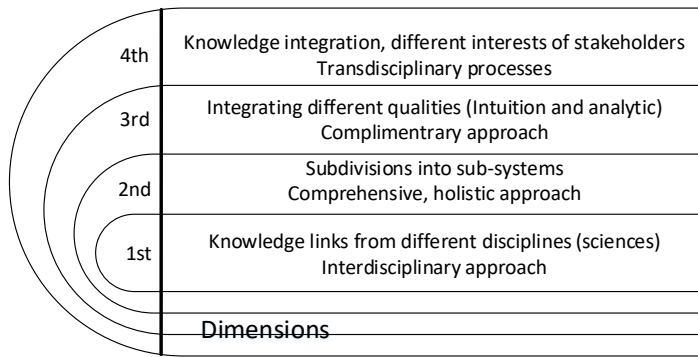 4th
Knowledge integration, different interests of stakeholders
Transdisciplinary processes
3rd
Integrating different qualities (Intuition and analytic)
Complimentrary approach
2nd
Subdivisions into sub-systems
Comprehensive, holistic approach
1st
Knowledge links from different disciplines (sciences)
Interdisciplinary approach
Dimensions